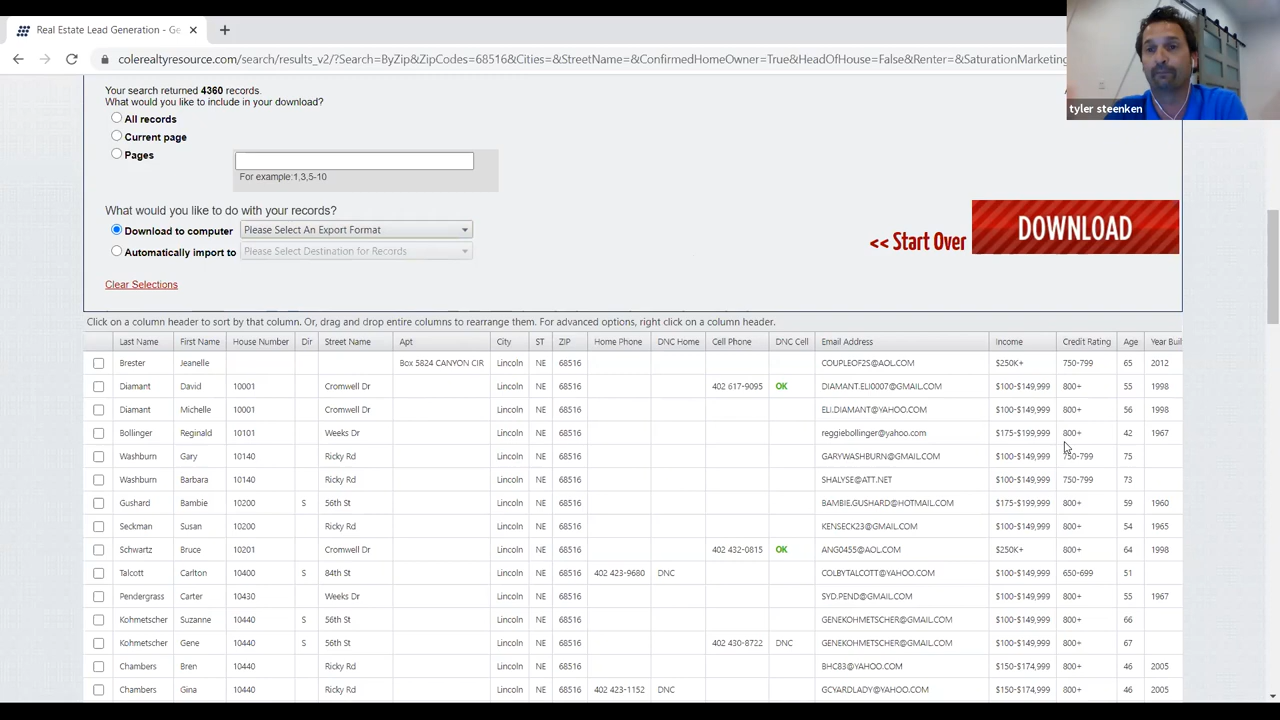 Real Estate Lead Generation - Ge
colerealtyresource.com/search/results_v2/?Search=ByZip&ZipCodes=68516&Cities=&StreetName=&ConfirmedHomeOwner=True&HeadOfHouse=False&Renter=&SaturationMarketing
tyler steenken
Your search returned 4360 records.
What would you like to include in your download?
All records
Current page
Pages
For example:1,3,5-10
What would you like to do with your records?
Download to computer Please Select An Export Format
Automatically import to Please Select Destination for Records
<< Start Over DOWNLOAD
Clear Selections
Click on a column header to sort by that column. Or, drag and drop entire columns to rearrange them. For advanced options, right click on a column header.
Last Name First Name House Number Dir Street Name Apt City ST ZIP Home Phone DNC Home Cell Phone DNC Cell Email Address Income Credit Rating Age Year Buil
Brester Jeanelle Box 5824 CANYON CIR Lincoln NE 68516 COUPLEOF25@AOL.COM $250K+ 750-799 65 2012
Diamant David 10001 Cromwell Dr Lincoln NE 68516 402 617-9095 OK DIAMANT.ELI0007@GMAIL.COM $100-$149,999 800+ 55 1998
Diamant Michelle 10001 Cromwell Dr Lincoln NE 68516 ELI.DIAMANT@YAHOO.COM $100-$149,999 800+ 56 1998
Bollinger Reginald 10101 Weeks Dr Lincoln NE 68516 reggiebollinger@yahoo.com $175-$199,999 800+ 42 1967
Washburn Gary 10140 Ricky Rd Lincoln NE 68516 GARYWASHBURN@GMAIL.COM $100-$149,999 750-799 75
Washburn Barbara 10140 Ricky Rd Lincoln NE 68516 SHALYSE@ATT.NET $100-$149,999 750-799 73
Gushard Bambie 10200 S 56th St Lincoln NE 68516 BAMBIE.GUSHARD@HOTMAIL.COM $175-$199,999 800+ 59 1960
Seckman Susan 10200 Ricky Rd Lincoln NE 68516 KENSECK23@GMAIL.COM $100-$149,999 800+ 54 1965
Schwartz Bruce 10201 Cromwell Dr Lincoln NE 68516 402 432-0815 OK ANG0455@AOL.COM $250K+ 800+ 64 1998
Talcott Carlton 10400 S 84th St Lincoln NE 68516 402 423-9680 DNC COLBYTALCOTT@YAHOO.COM $100-$149,999 650-699 51
Pendergrass Carter 10430 Weeks Dr Lincoln NE 68516 SYD.PEND@GMAIL.COM $100-$149,999 800+ 55 1967
Kohmetscher Suzanne 10440 S 56th St Lincoln NE 68516 GENEKOHMETSCHER@GMAIL.COM $100-$149,999 800+ 66
Kohmetscher Gene 10440 S 56th St Lincoln NE 68516 402 430-8722 DNC GENEKOHMETSCHER@GMAIL.COM $100-$149,999 800+ 67
Chambers Bren 10440 Ricky Rd Lincoln NE 68516 BHC83@YAHOO.COM $150-$174,999 800+ 46 2005
Chambers Gina 10440 Ricky Rd Lincoln NE 68516 402 423-1152 DNC GCYARDLADY@YAHOO.COM $150-$174,999 800+ 46 2005